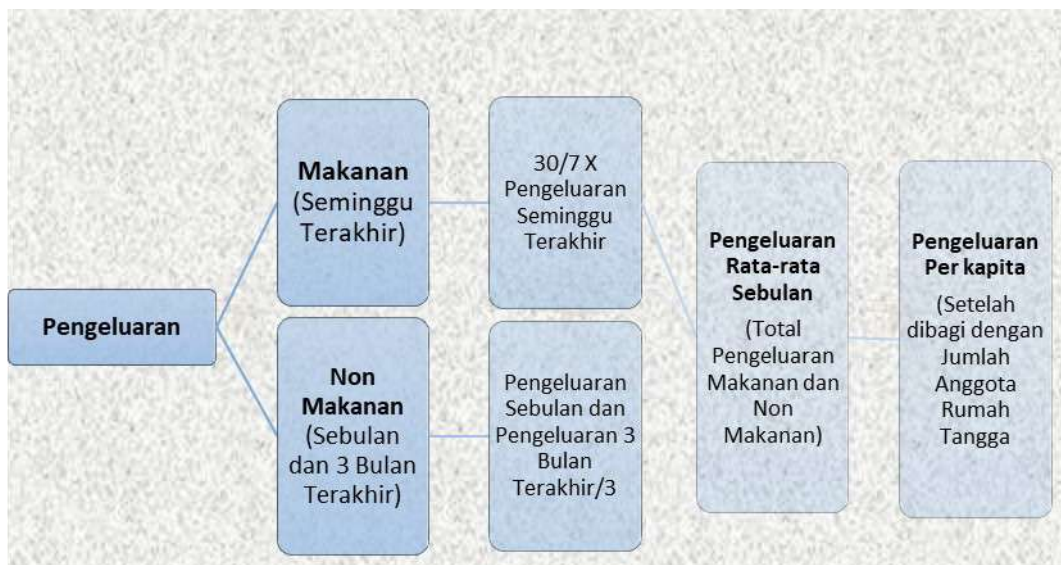 Pengeluaran
Makanan
(Seminggu
Terakhir)
30/7 X
Pengeluaran
Seminggu
Terakhir
Non
Makanan
(Sebulan
dan 3 Bulan
Terakhir)
Pengeluaran
Sebulan dan
Pengeluaran 3
Bulan
Terakhir/3
Pengeluaran
Rata-rata
Sebulan
(Total
Pengeluaran
Makanan dan
Non
Makanan)
Pengeluaran
Per kapita
(Setelah
dibagi dengan
Jumlah
Anggota
Rumah
Tangga